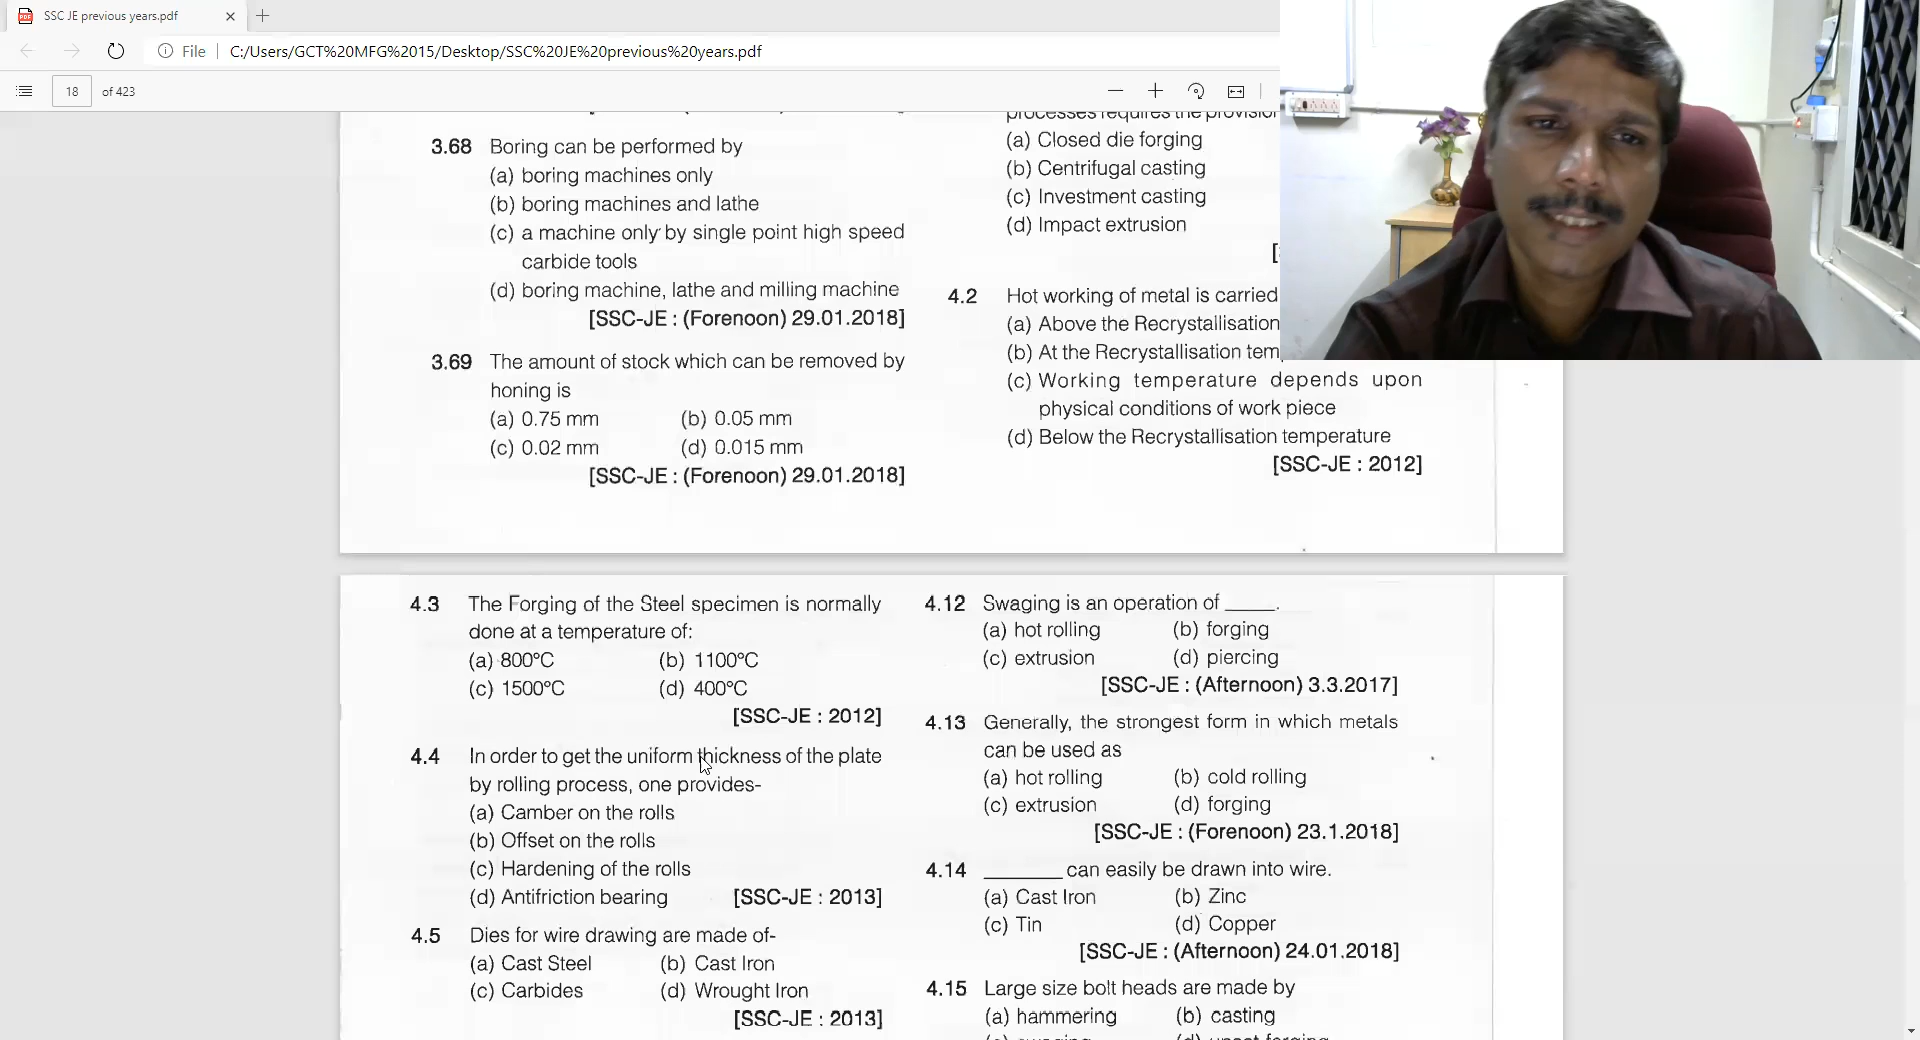 SSC JE previous years.pdf
File
C:/Users/GCT%20MFG%2015/Desktop/SSC%20JE%20previous%20years.pdf
18 of 423
3.68 Boring can be performed by
(a) boring machines only
(b) boring machines and lathe
(c) a machine only by single point high speed
carbide tools
(d) boring machine, lathe and milling machine
[SSC-JE : (Forenoon) 29.01.2018]
3.69 The amount of stock which can be removed by
honing is
(a) 0.75 mm (b) 0.05 mm
(c) 0.02 mm (d) 0.015 mm
[SSC-JE : (Forenoon) 29.01.2018]
processes requires the provision
(a) Closed die forging
(b) Centrifugal casting
(c) Investment casting
(d) Impact extrusion
4.2 Hot working of metal is carried
(a) Above the Recrystallisation
(b) At the Recrystallisation tem
(c) Working temperature depends upon
physical conditions of work piece
(d) Below the Recrystallisation temperature
[SSC-JE : 2012]
4.3 The Forging of the Steel specimen is normally
done at a temperature of:
(a) 800°C (b) 1100°C
(c) 1500°C (d) 400°C
[SSC-JE : 2012]
4.4 In order to get the uniform thickness of the plate
by rolling process, one provides-
(a) Camber on the rolls
(b) Offset on the rolls
(c) Hardening of the rolls
(d) Antifriction bearing [SSC-JE : 2013]
4.5 Dies for wire drawing are made of-
(a) Cast Steel (b) Cast Iron
(c) Carbides (d) Wrought Iron
[SSC-JE : 2013]
4.12 Swaging is an operation of _____.
(a) hot rolling (b) forging
(c) extrusion (d) piercing
[SSC-JE : (Afternoon) 3.3.2017]
4.13 Generally, the strongest form in which metals
can be used as
(a) hot rolling (b) cold rolling
(c) extrusion (d) forging
[SSC-JE : (Forenoon) 23.1.2018]
4.14 ________ can easily be drawn into wire.
(a) Cast Iron (b) Zinc
(c) Tin (d) Copper
[SSC-JE : (Afternoon) 24.01.2018]
4.15 Large size bolt heads are made by
(a) hammering (b) casting